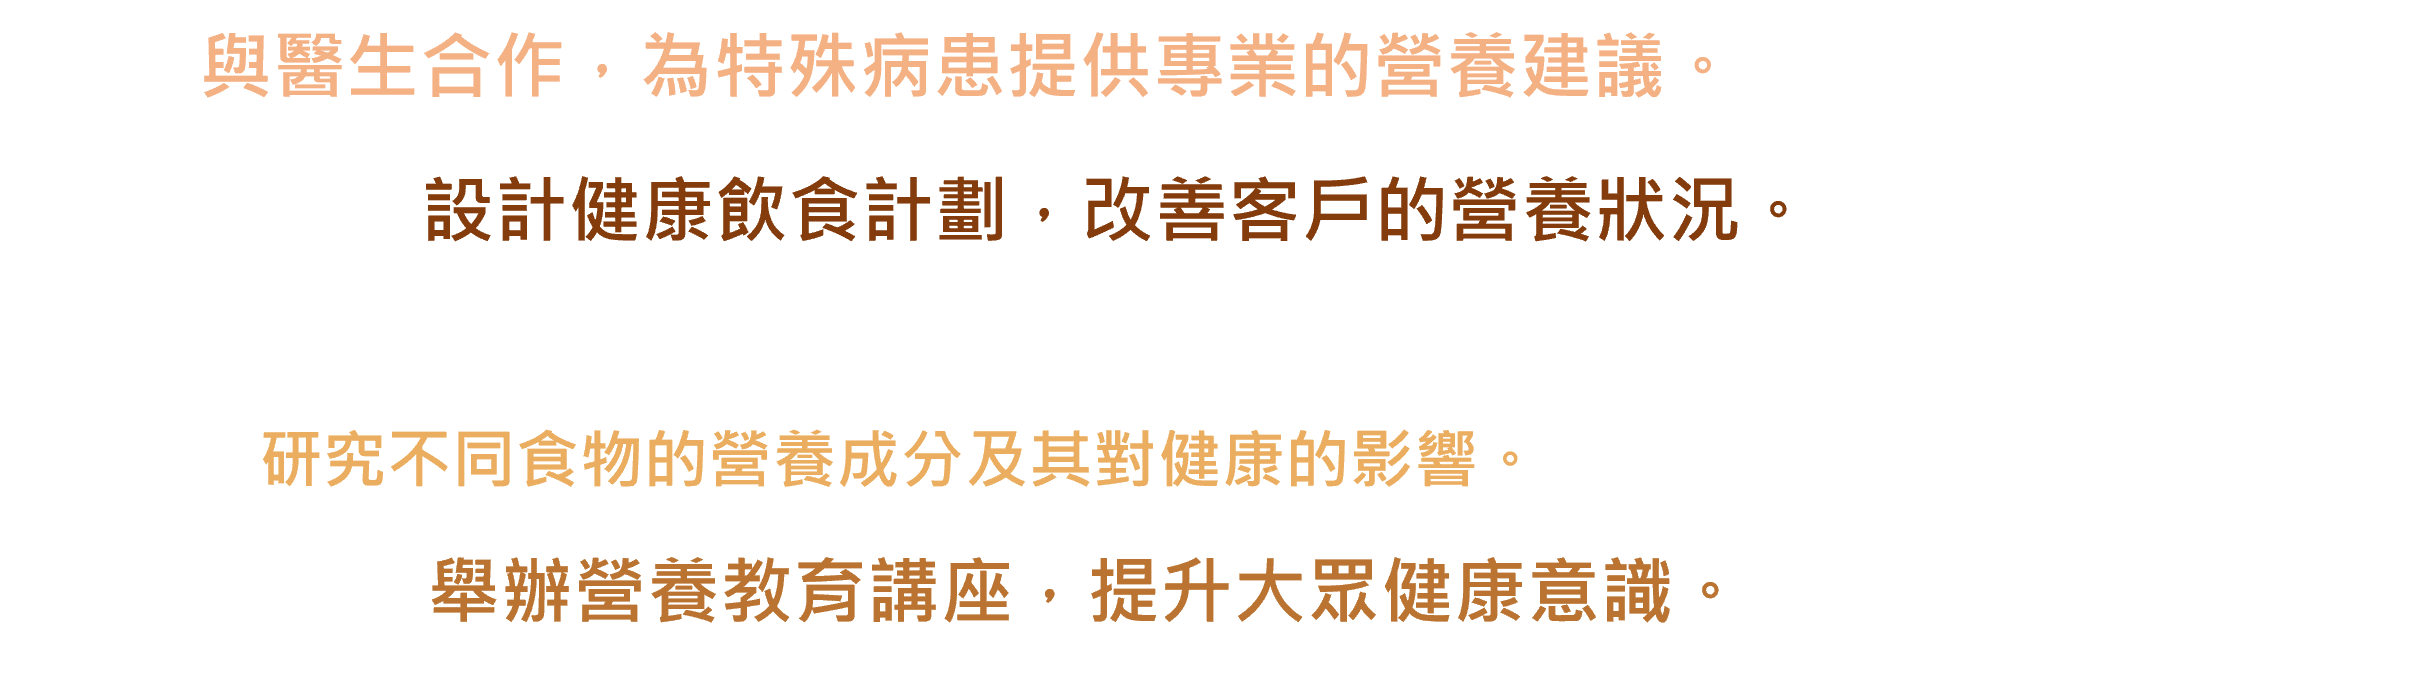 與醫生合作，為特殊病患提供專業的營養建議。
設計健康飲食計劃，改善客戶的營養狀況。
研究不同食物的營養成分及其對健康的影響。
舉辦營養教育講座，提升大眾健康意識。